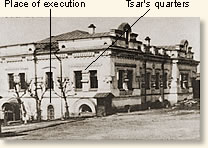 Place of execution
Tsar's quarters